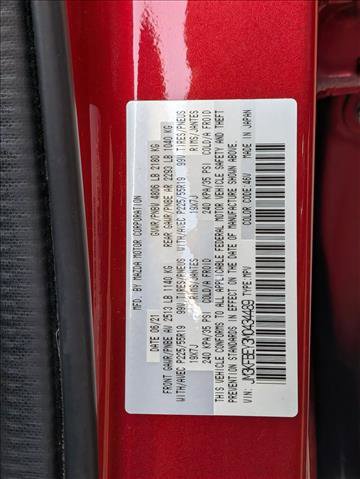 MFD. BY MAZDA MOTOR CORPORATION
06/21 GVWR/PNBV 4806 LB 2180 KG
FRONT GAWR/PNBE AV 2513 LB 1140 KG REAR GAWR/PNBE AR 2293 LB 1040 KG
WITH/AVEC P225/55R19 99V TIRES/PNEUS WITH/AVEC P225/55R19 99V TIRES/PNEUS
19X7J RIMS/JANTES 19X7J RIMS/JANTES
240 KPA/35 PSI COLD/A FROID 240 KPA/35 PSI COLD/A FROID
THIS VEHICLE CONFORMS TO ALL APPLICABLE FEDERAL MOTOR VEHICLE SAFETY BUMPER AND THEFT
PREVENTION STANDARDS IN EFFECT ON THE DATE OF MANUFACTURE SHOWN ABOVE.
JM3KFBEY3M0434489 TYPE:MPV COLOR CODE:46V MADE IN JAPAN